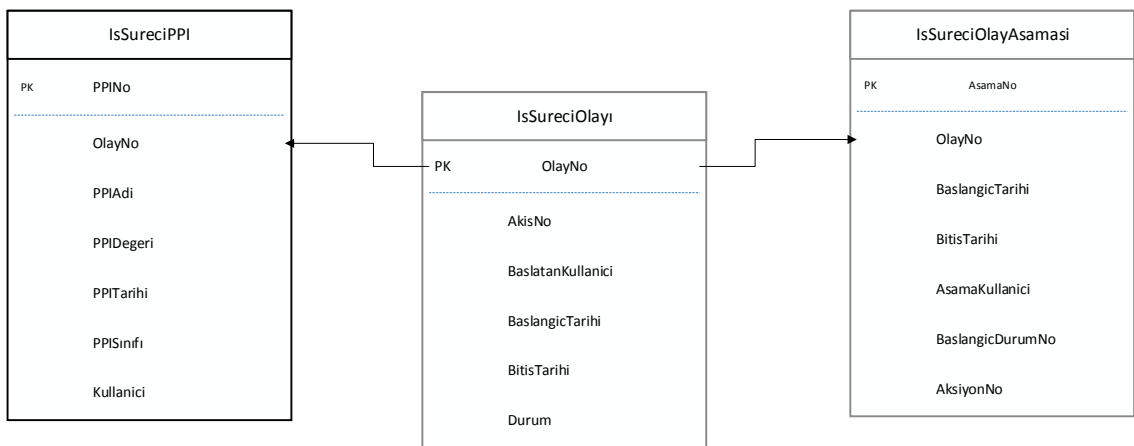 IsSureciPPI
PK PPINo
OlayNo
PPIAdi
PPIDegeri
PPITarihi
PPISınıfı
Kullanici
IsSureciOlayı
PK OlayNo
AkisNo
BaslatanKullanici
BaslangicTarihi
BitisTarihi
Durum
IsSureciOlayAsamasi
PK AsamaNo
OlayNo
BaslangicTarihi
BitisTarihi
AsamaKullanici
BaslangicDurumNo
AksiyonNo